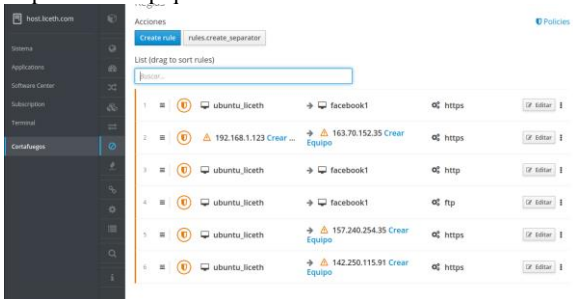 host.liceth.com
Acciones
Policies
Create rule
rules.create_separator
Sistema
List (drag to sort rules)
Applications
Buscar...
Software Center
Subscription
1 ubuntu_liceth facebook1 https Editar
Terminal
2 192.168.1.123 Crear ... 163.70.152.35 Crear Equipo https Editar
Cortafuegos
3 ubuntu_liceth facebook1 http Editar
4 ubuntu_liceth facebook1 ftp Editar
5 ubuntu_liceth 157.240.254.35 Crear Equipo https Editar
6 ubuntu_liceth 142.250.115.91 Crear Equipo https Editar